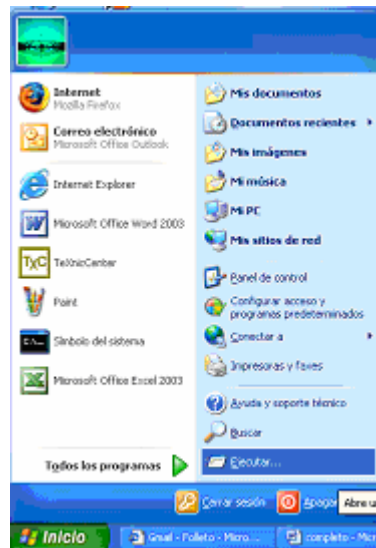 Internet
Mozilla Firefox
Correo electrónico
Microsoft Office Outlook
Internet Explorer
Microsoft Office Word 2003
TXC TeXnicCenter
Paint
Símbolo del sistema
Microsoft Office Excel 2003
Todos los programas
Mis documentos
Documentos recientes
Mis imágenes
Mi música
Mi PC
Mis sitios de red
Panel de control
Configurar acceso y
programas predeterminados
Conectar a
Impresoras y faxes
Ayuda y soporte técnico
Buscar
Ejecutar...
Cerrar sesión
Apagar
Abre u
Inicio
Gmail - Folleto - Micro...
completo - Micr